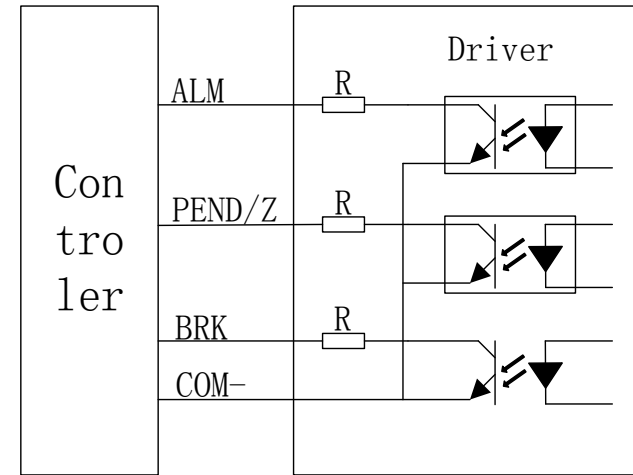 Driver
ALM
R
Con
tro
ler
PEND/Z
R
BRK
R
COM-